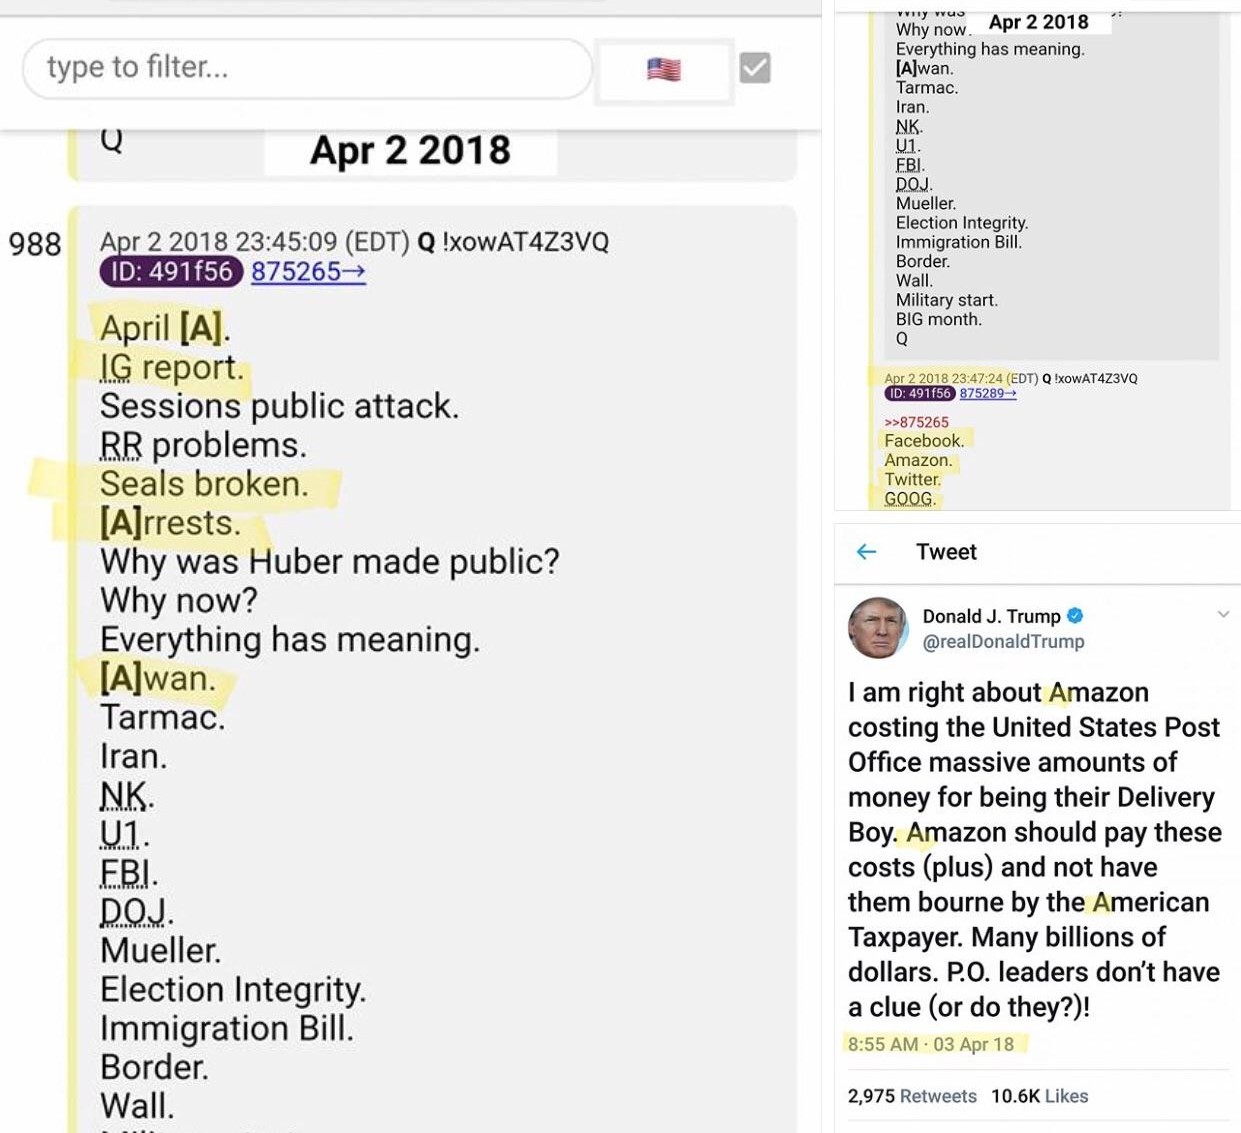 type to filter...
Q
Apr 2 2018
988
Apr 2 2018 23:45:09 (EDT) Q !xowAT4Z3VQ
ID: 491f56 875265→
April [A].
IG report.
Sessions public attack.
RR problems.
Seals broken.
[A]rrests.
Why was Huber made public?
Why now?
Everything has meaning.
[A]wan.
Tarmac.
Iran.
NK.
U1.
FBI.
DOJ.
Mueller.
Election Integrity.
Immigration Bill.
Border.
Wall.
Why was
Apr 2 2018
Why now
Everything has meaning.
[A]wan.
Tarmac.
Iran.
NK.
U1.
FBI.
DOJ.
Mueller.
Election Integrity.
Immigration Bill.
Border.
Wall.
Military start.
BIG month.
Q
Apr 2 2018 23:47:24 (EDT) Q !xowAT4Z3VQ
ID: 491f56 875289→
>>875265
Facebook.
Amazon.
Twitter.
GOOG.
Tweet
Donald J. Trump
@realDonaldTrump
I am right about Amazon
costing the United States Post
Office massive amounts of
money for being their Delivery
Boy. Amazon should pay these
costs (plus) and not have
them bourne by the American
Taxpayer. Many billions of
dollars. P.O. leaders don't have
a clue (or do they?)!
8:55 AM · 03 Apr 18
2,975 Retweets 10.6K Likes